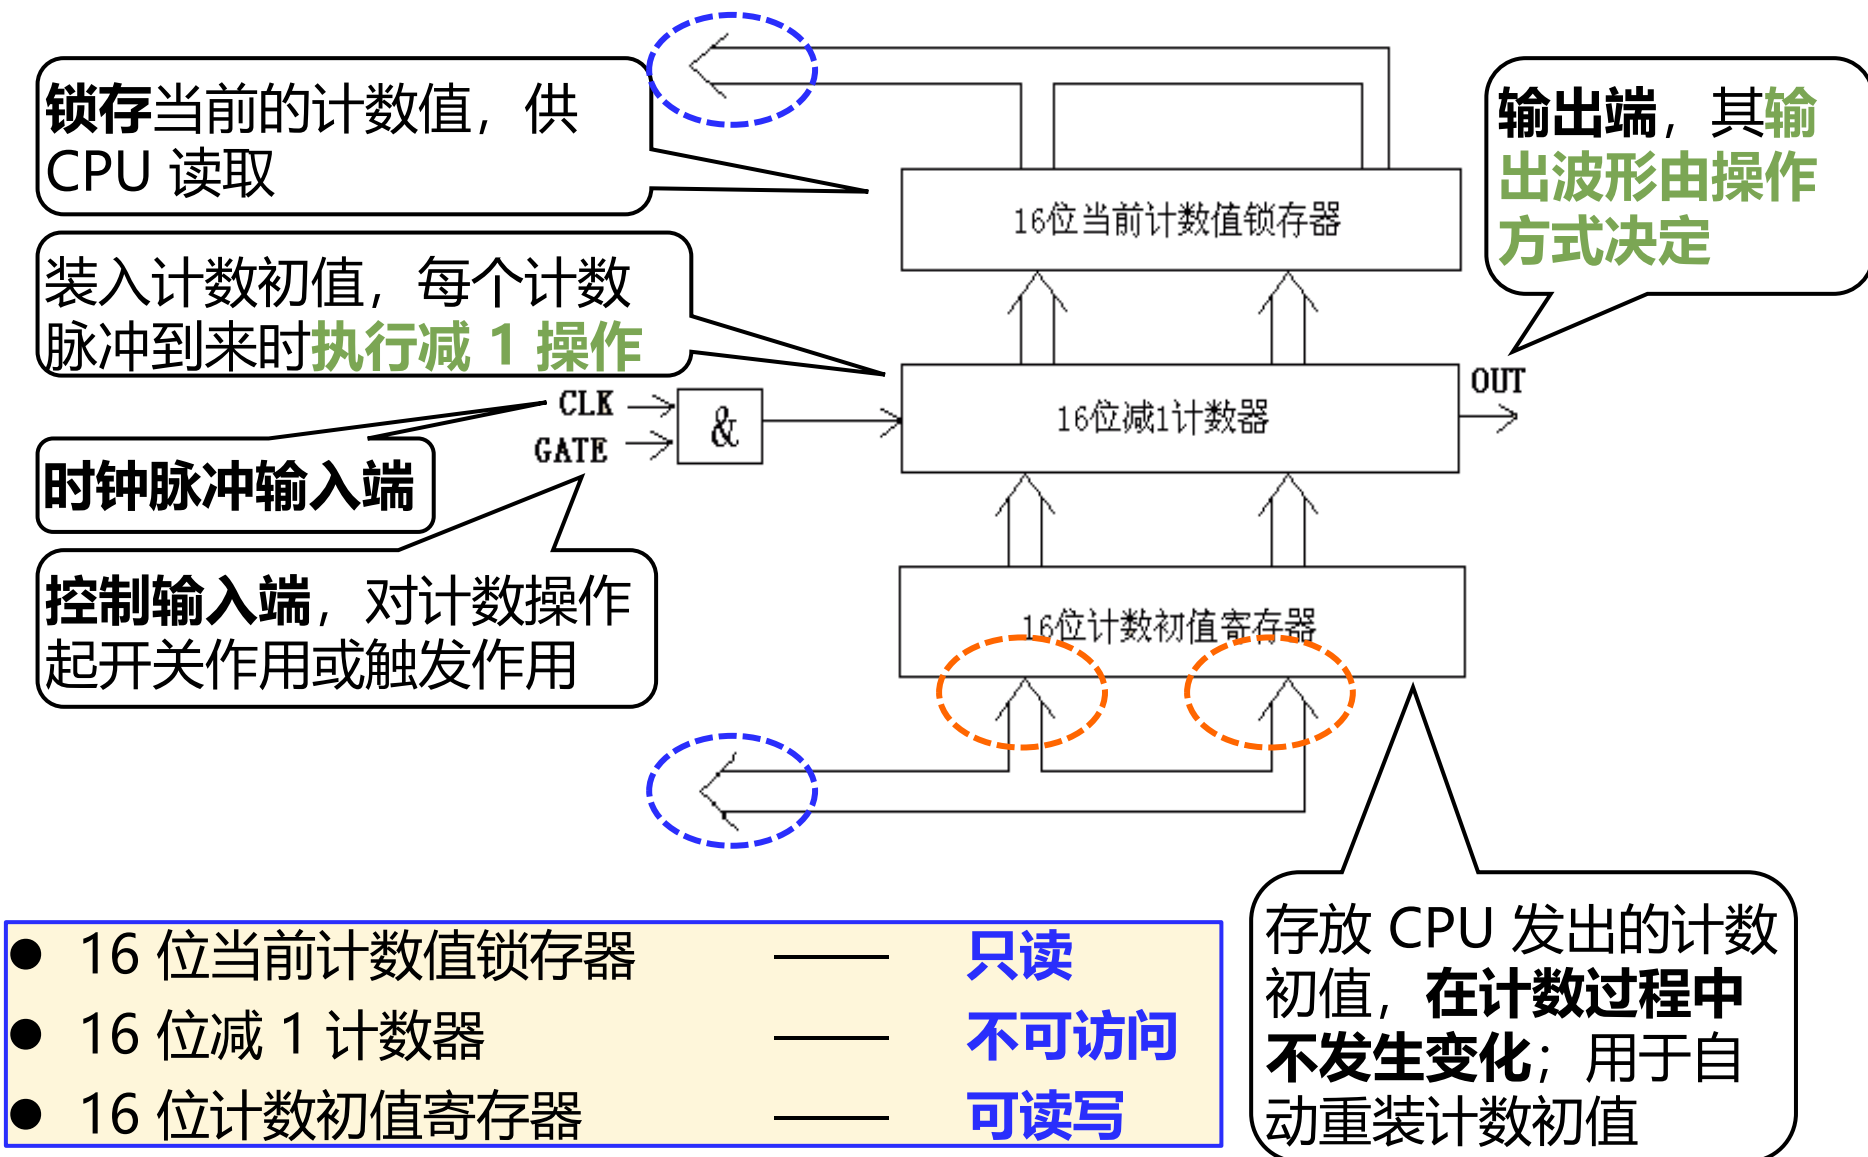 锁存当前的计数值，供
CPU 读取
装入计数初值，每个计数
脉冲到来时执行减 1 操作
时钟脉冲输入端
控制输入端，对计数操作
起开关作用或触发作用
CLK
GATE
&
16位当前计数值锁存器
16位减1计数器
16位计数初值寄存器
OUT
输出端，其输
出波形由操作
方式决定
存放 CPU 发出的计数
初值，在计数过程中
不发生变化；用于自
动重装计数初值
● 16 位当前计数值锁存器 —— 只读
● 16 位减 1 计数器 —— 不可访问
● 16 位计数初值寄存器 —— 可读写